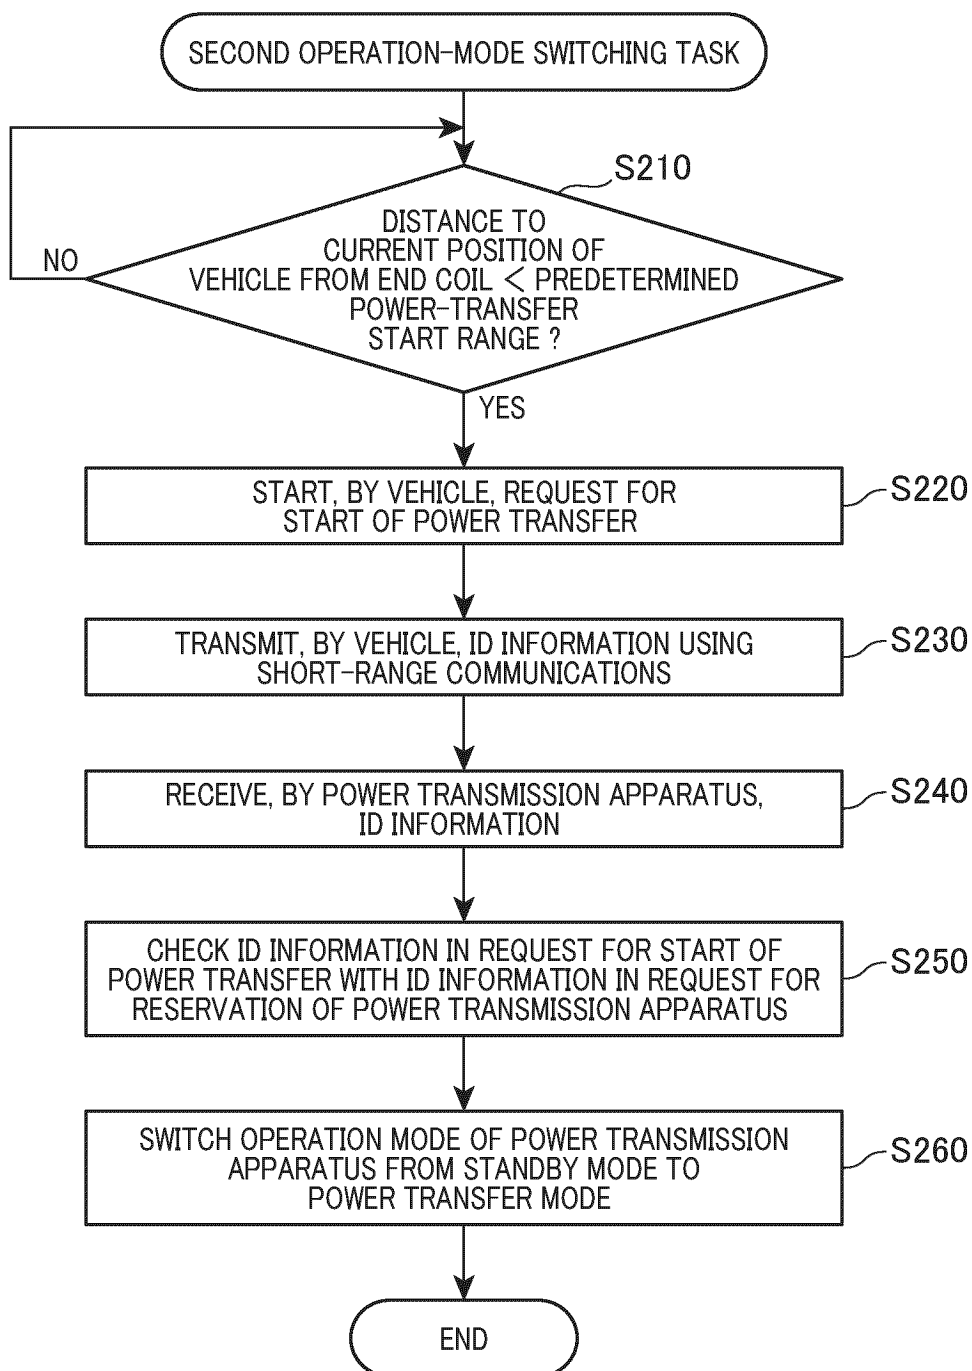 SECOND OPERATION-MODE SWITCHING TASK
S210
DISTANCE TO
CURRENT POSITION OF
VEHICLE FROM END COIL < PREDETERMINED
POWER-TRANSFER
START RANGE ?
NO
YES
START, BY VEHICLE, REQUEST FOR
START OF POWER TRANSFER
S220
TRANSMIT, BY VEHICLE, ID INFORMATION USING
SHORT-RANGE COMMUNICATIONS
S230
RECEIVE, BY POWER TRANSMISSION APPARATUS,
ID INFORMATION
S240
CHECK ID INFORMATION IN REQUEST FOR START OF
POWER TRANSFER WITH ID INFORMATION IN REQUEST FOR
RESERVATION OF POWER TRANSMISSION APPARATUS
S250
SWITCH OPERATION MODE OF POWER TRANSMISSION
APPARATUS FROM STANDBY MODE TO
POWER TRANSFER MODE
S260
END